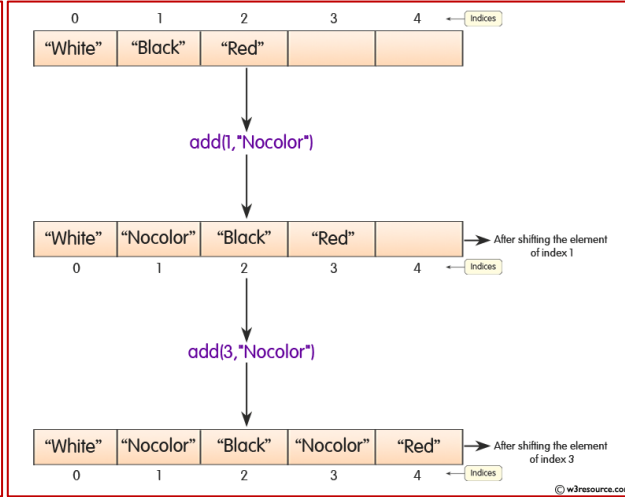 0 1 2 3 4 Indices
“White” “Black” “Red”
add(1,"Nocolor")
“White” “Nocolor” “Black” “Red” After shifting the element
of index 1
0 1 2 3 4 Indices
add(3,"Nocolor")
“White” “Nocolor” “Black” “Nocolor” “Red” After shifting the element
of index 3
0 1 2 3 4 Indices
© w3resource.com